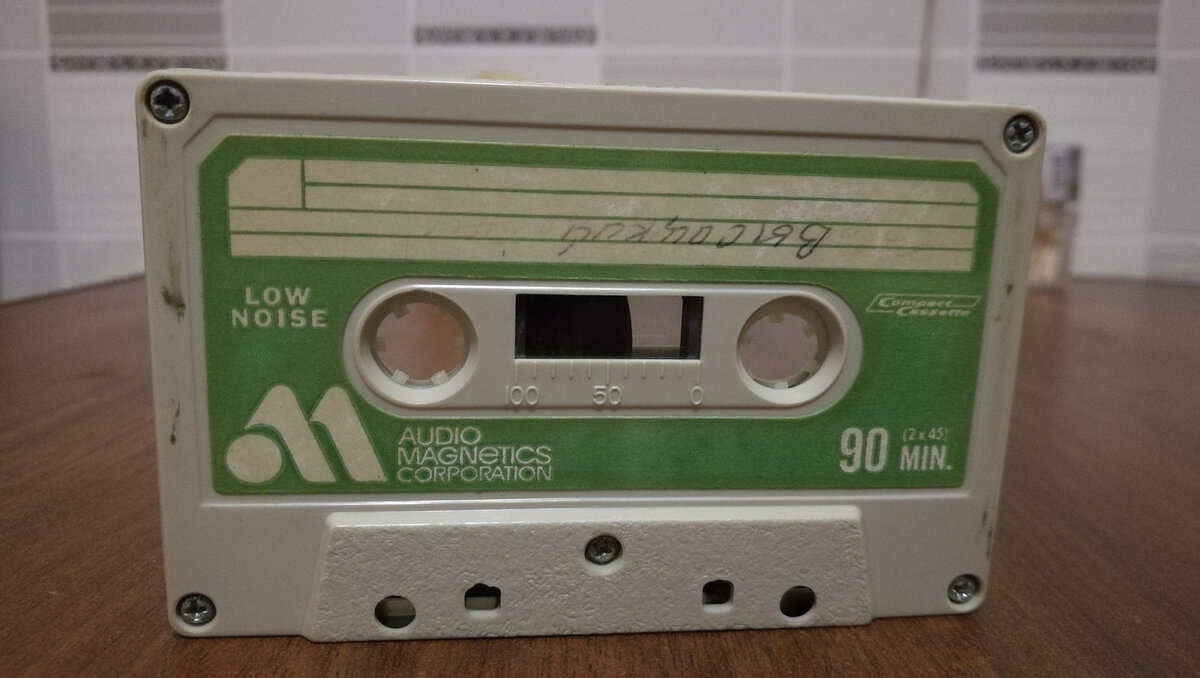 Высоцкий
LOW
NOISE
Compact
Cassette
100 50 0
AUDIO
MAGNETICS
CORPORATION
90 (2 x 45)
MIN.